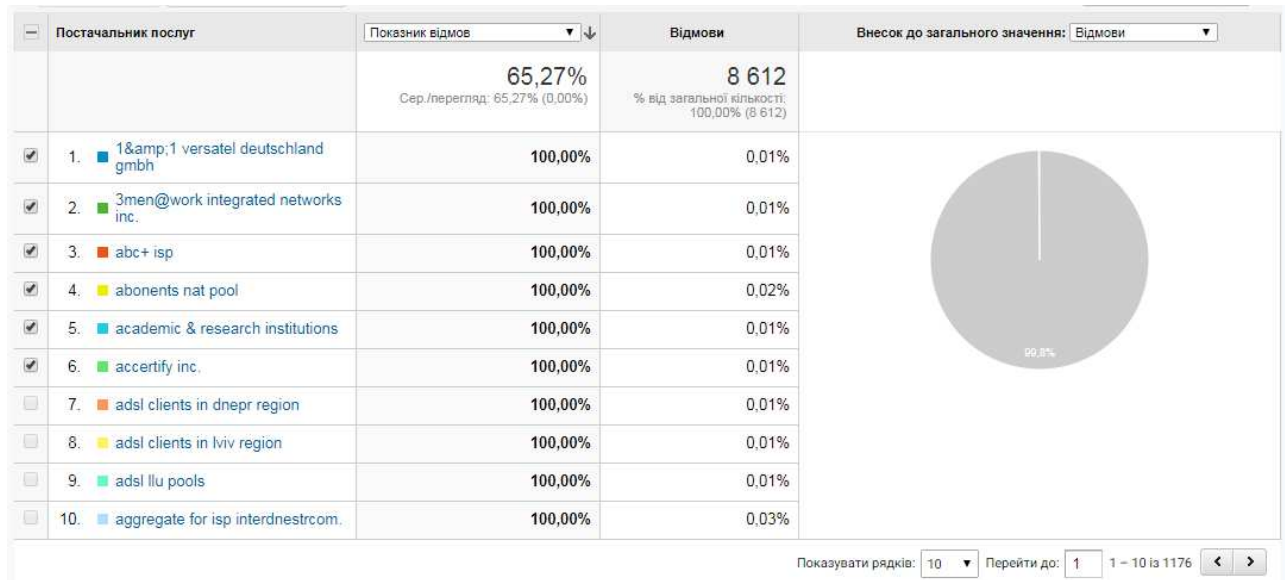 Постачальник послуг Показник відмов Відмови Внесок до загального значення: Відмови
65,27% 8 612
Сер./перегляд: 65,27% (0,00%) % від загальної кількості:
100,00% (8 612)
1. 1&amp;1 versatel deutschland
gmbh 100,00% 0,01%
2. 3men@work integrated networks
inc. 100,00% 0,01%
3. abc+ isp 100,00% 0,01%
4. abonents nat pool 100,00% 0,02%
5. academic & research institutions 100,00% 0,01%
6. accertify inc. 100,00% 0,01%
99,8%
7. adsl clients in dnepr region 100,00% 0,01%
8. adsl clients in lviv region 100,00% 0,01%
9. adsl llu pools 100,00% 0,01%
10. aggregate for isp interdnestrcom. 100,00% 0,03%
Показувати рядків: 10 Перейти до: 1 1 – 10 із 1176